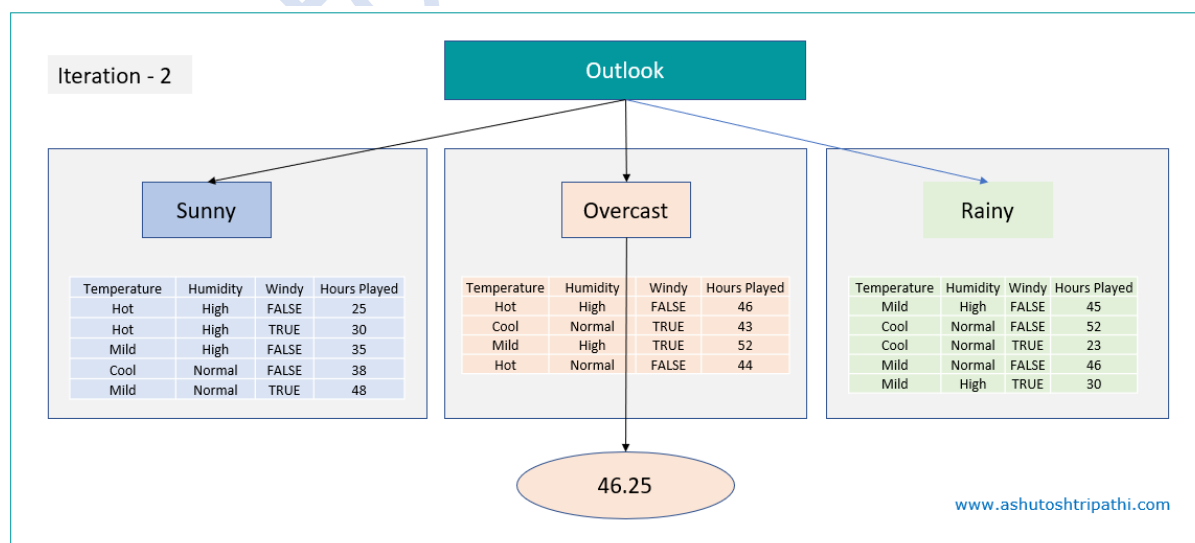 Iteration - 2
Outlook
Sunny
Temperature Humidity Windy Hours Played
Hot High FALSE 25
Hot High TRUE 30
Mild High FALSE 35
Cool Normal FALSE 38
Mild Normal TRUE 48
Overcast
Temperature Humidity Windy Hours Played
Hot High FALSE 46
Cool Normal TRUE 43
Mild High TRUE 52
Hot Normal FALSE 44
46.25
Rainy
Temperature Humidity Windy Hours Played
Mild High FALSE 45
Cool Normal FALSE 52
Cool Normal TRUE 23
Mild Normal FALSE 46
Mild High TRUE 30
www.ashutoshtripathi.com